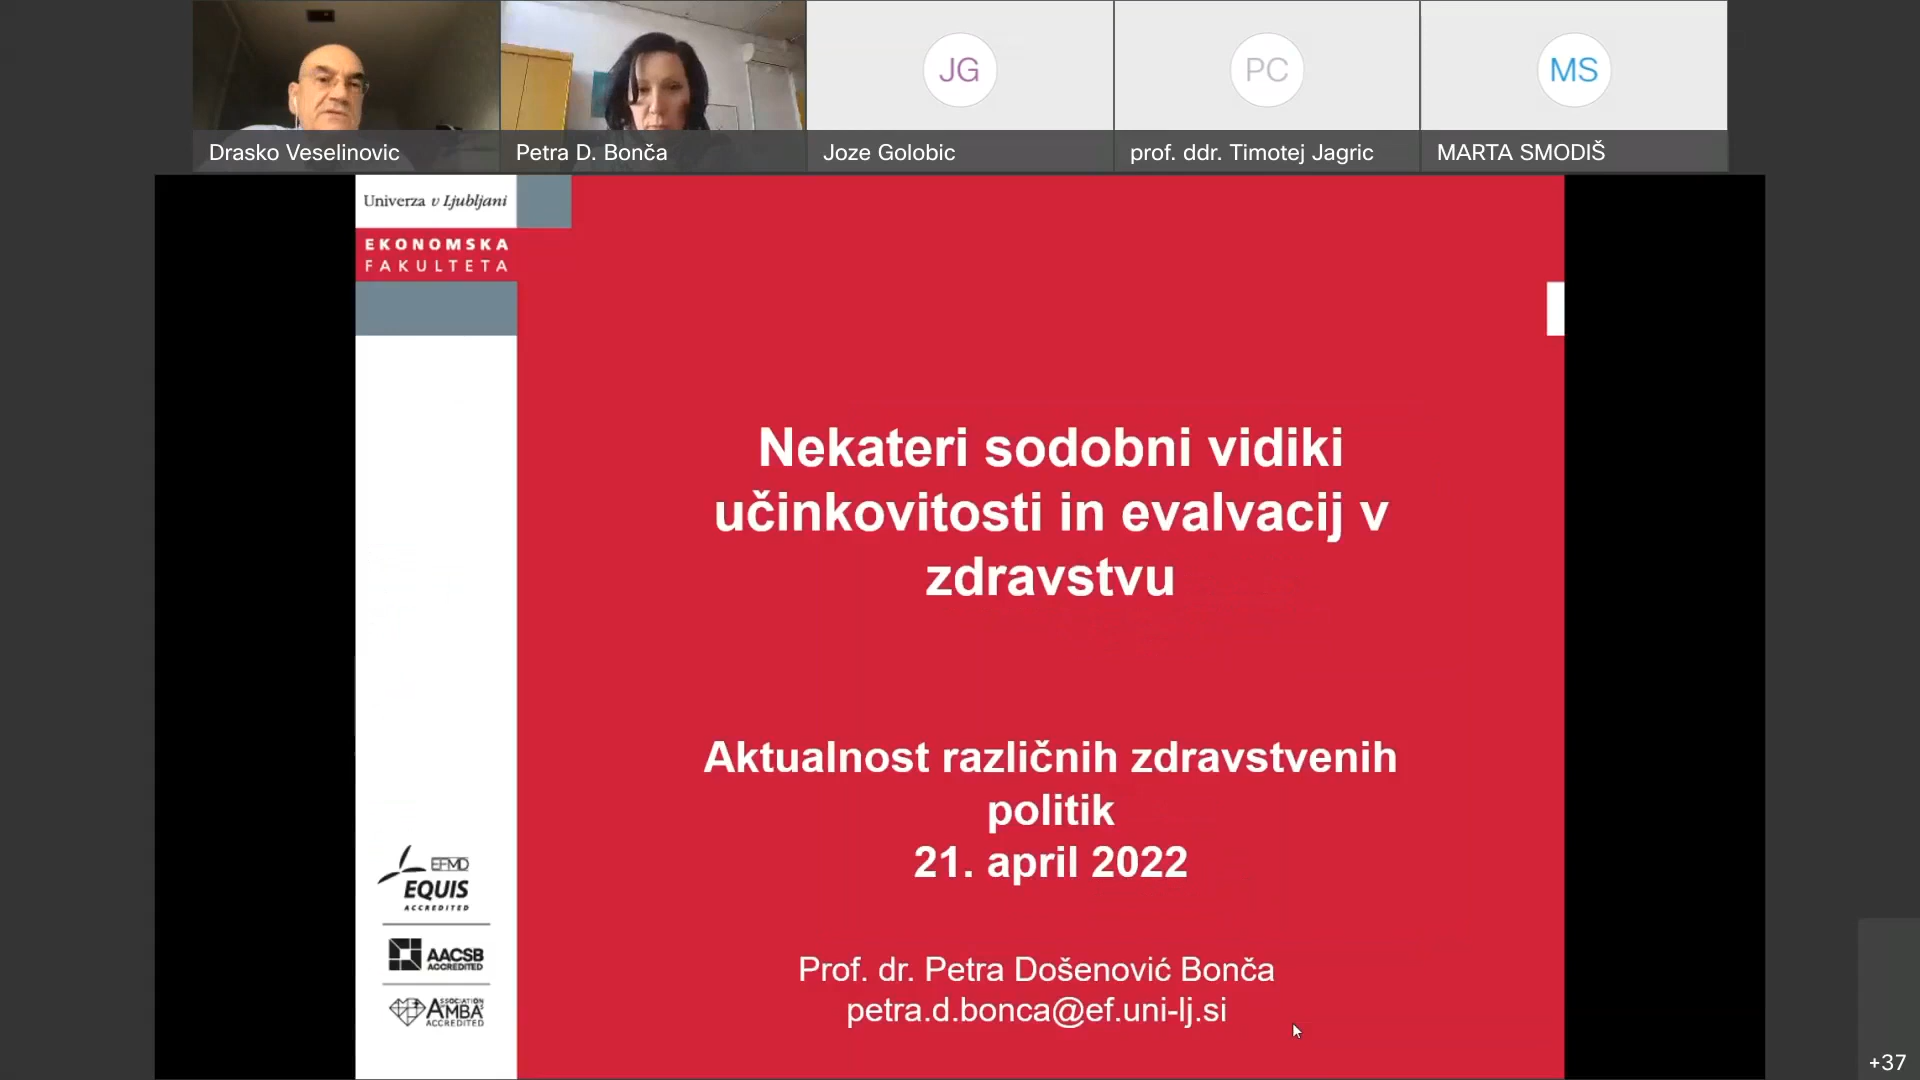 JG
PC
MS
Drasko Veselinovic
Petra D. Bonča
Joze Golobic
prof. ddr. Timotej Jagric
MARTA SMODIŠ
Univerza v Ljubljani
EKONOMSKA
FAKULTETA
Nekateri sodobni vidiki
učinkovitosti in evalvacij v
zdravstvu
Aktualnost različnih zdravstvenih
politik
21. april 2022
EFMD
EQUIS
ACCREDITED
AACSB
ACCREDITED
ASSOCIATION
AMBA
ACCREDITED
Prof. dr. Petra Došenović Bonča
petra.d.bonca@ef.uni-lj.si
+37